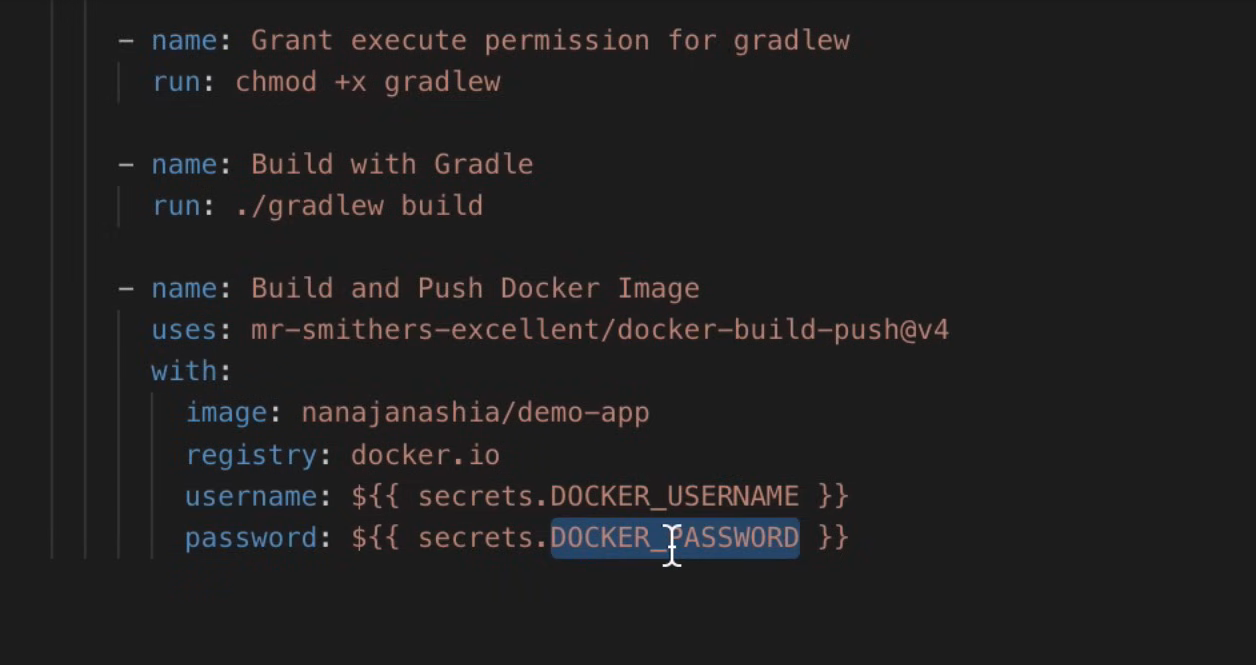 - name: Grant execute permission for gradlew
run: chmod +x gradlew
- name: Build with Gradle
run: ./gradlew build
- name: Build and Push Docker Image
uses: mr-smithers-excellent/docker-build-push@v4
with:
image: nanajanashia/demo-app
registry: docker.io
username: ${{ secrets.DOCKER_USERNAME }}
password: ${{ secrets.DOCKER_PASSWORD }}